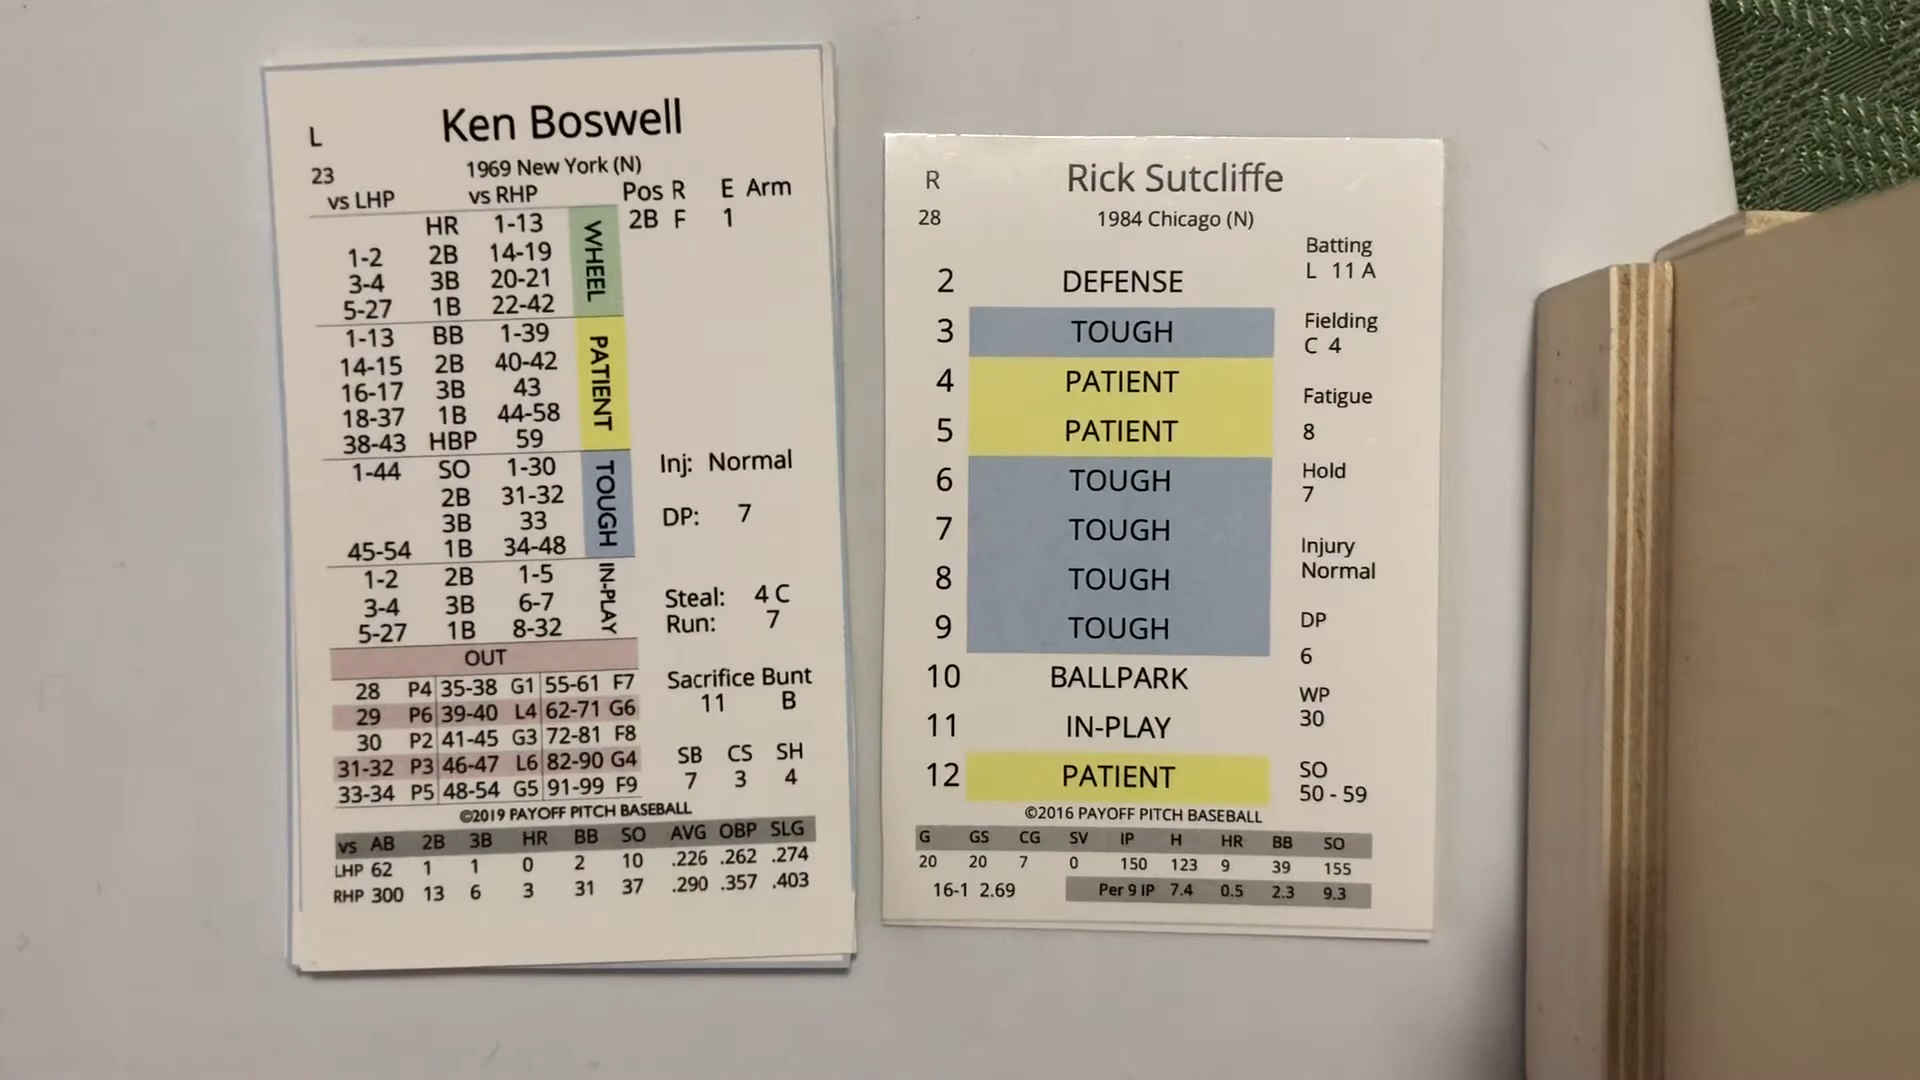 L Ken Boswell
23 1969 New York (N)
vs LHP vs RHP Pos R E Arm
HR 1-13 2B F 1
1-2 2B 14-19
3-4 3B 20-21
5-27 1B 22-42
WHEEL
1-13 BB 1-39
14-15 2B 40-42
16-17 3B 43
18-37 1B 44-58
38-43 HBP 59
PATIENT
1-44 SO 1-30
2B 31-32
3B 33
45-54 1B 34-48
TOUGH
1-2 2B 1-5
3-4 3B 6-7
5-27 1B 8-32
IN-PLAY
Inj: Normal
DP: 7
Steal: 4 C
Run: 7
Sacrifice Bunt
11 B
SB CS SH
7 3 4
OUT
28 P4 35-38 G1 55-61 F7
29 P6 39-40 L4 62-71 G6
30 P2 41-45 G3 72-81 F8
31-32 P3 46-47 L6 82-90 G4
33-34 P5 48-54 G5 91-99 F9
©2019 PAYOFF PITCH BASEBALL
vs AB 2B 3B HR BB SO AVG OBP SLG
LHP 62 1 1 0 2 10 .226 .262 .274
RHP 300 13 6 3 31 37 .290 .357 .403
R Rick Sutcliffe
28 1984 Chicago (N)
2 DEFENSE
3 TOUGH
4 PATIENT
5 PATIENT
6 TOUGH
7 TOUGH
8 TOUGH
9 TOUGH
10 BALLPARK
11 IN-PLAY
12 PATIENT
Batting
L 11 A
Fielding
C 4
Fatigue
8
Hold
7
Injury
Normal
DP
6
WP
30
SO
50 - 59
©2016 PAYOFF PITCH BASEBALL
G GS CG SV IP H HR BB SO
20 20 7 0 150 123 9 39 155
16-1 2.69 Per 9 IP 7.4 0.5 2.3 9.3